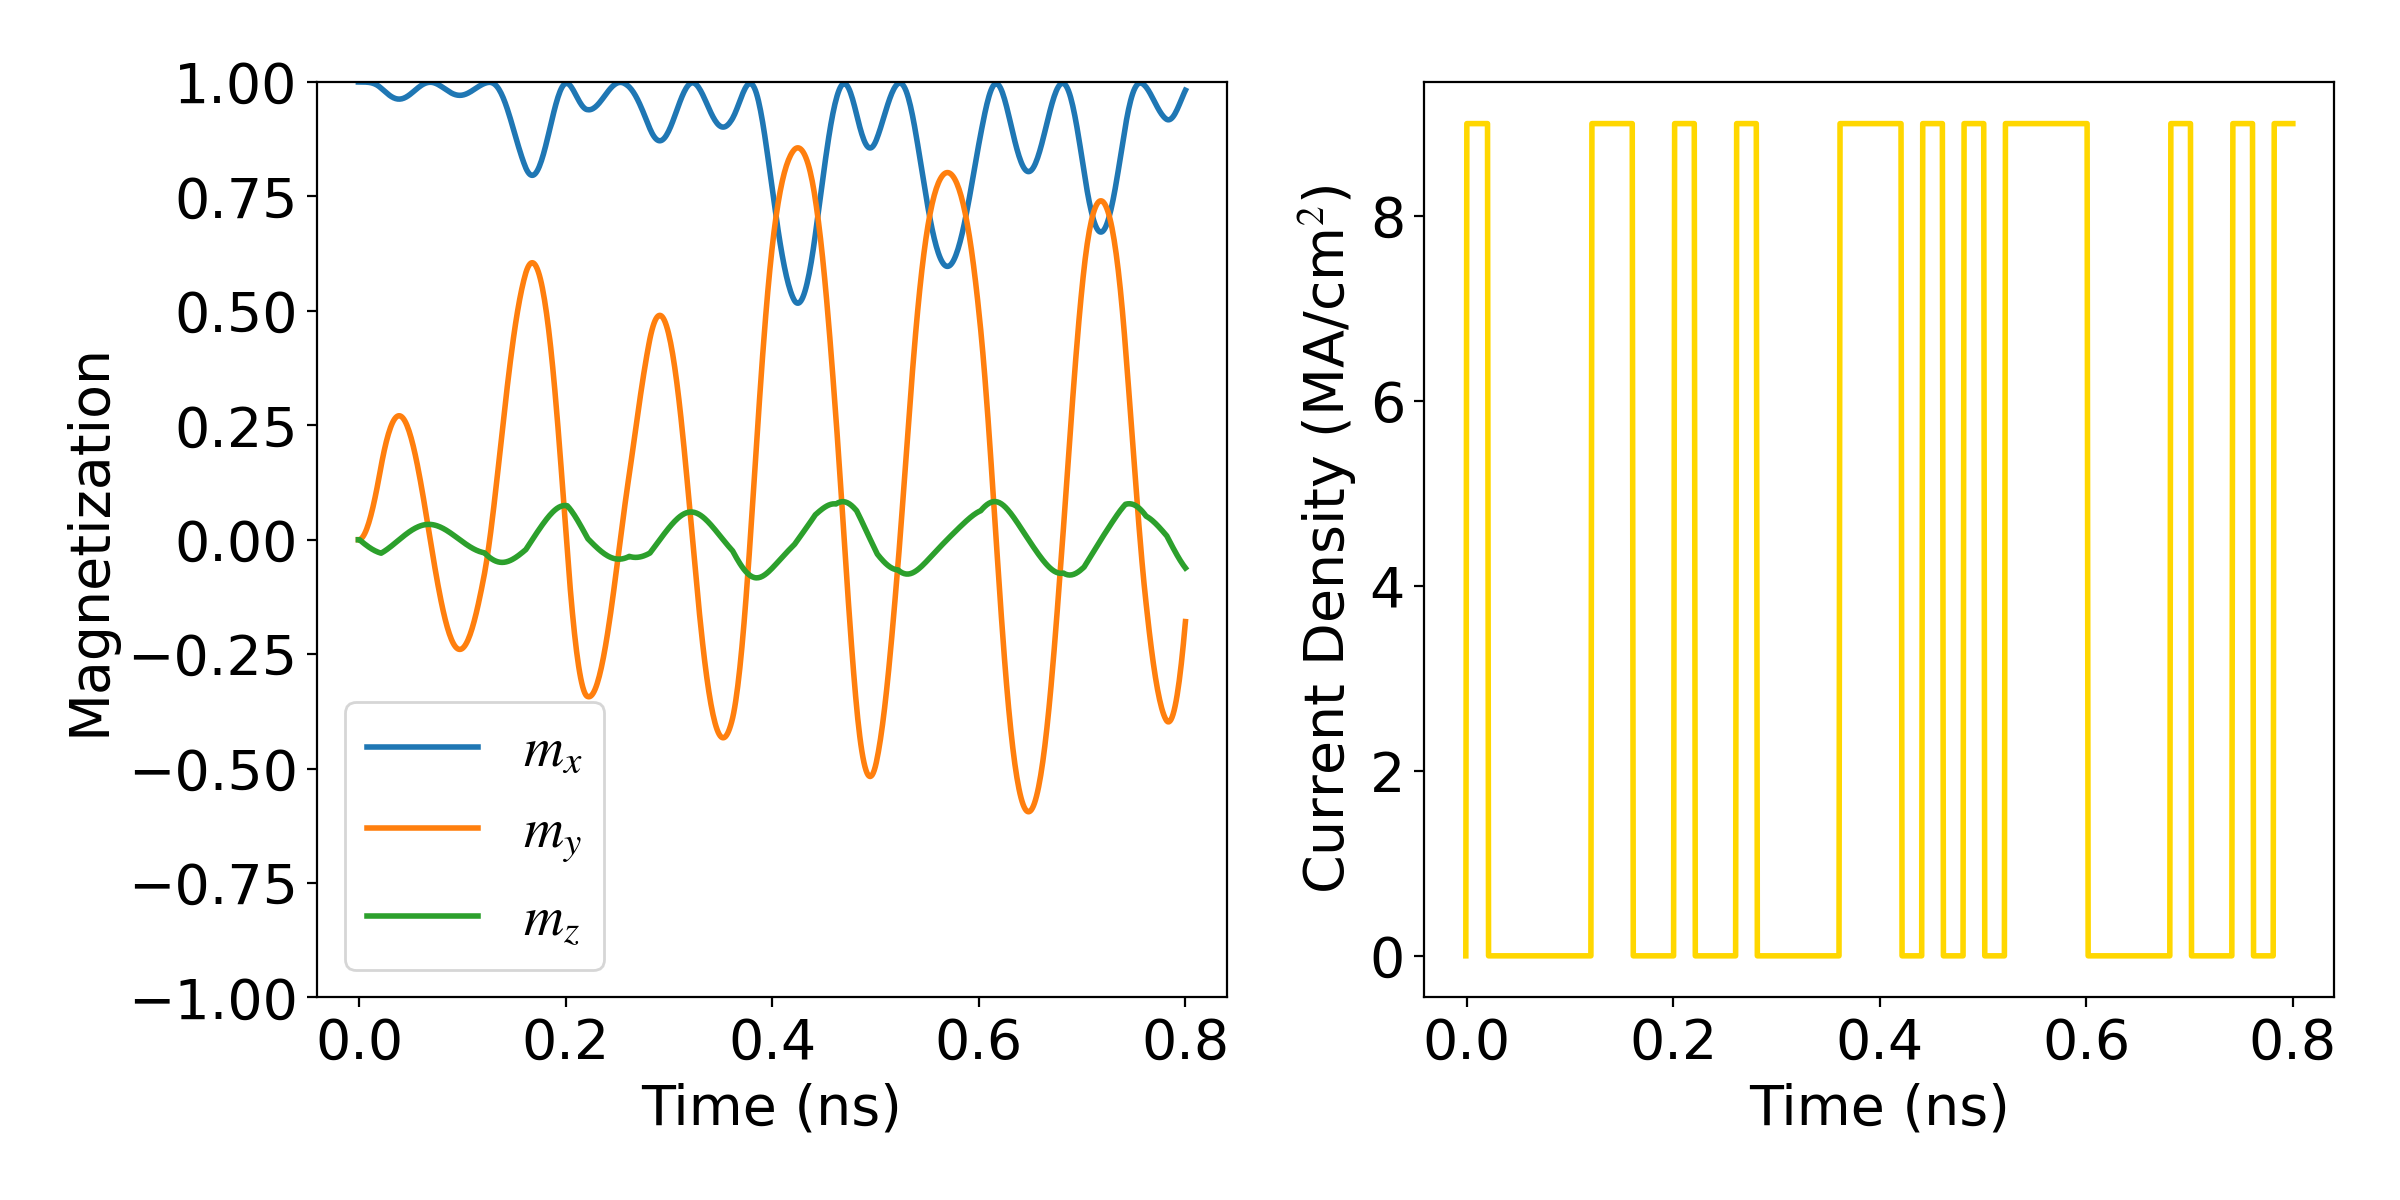 1.00
0.75
0.50
0.25
0.00
−0.25
−0.50
−0.75
−1.00
Magnetization
m_x
m_y
m_z
0.0 0.2 0.4 0.6 0.8
Time (ns)
8
6
4
2
0
Current Density (MA/cm²)
0.0 0.2 0.4 0.6 0.8
Time (ns)